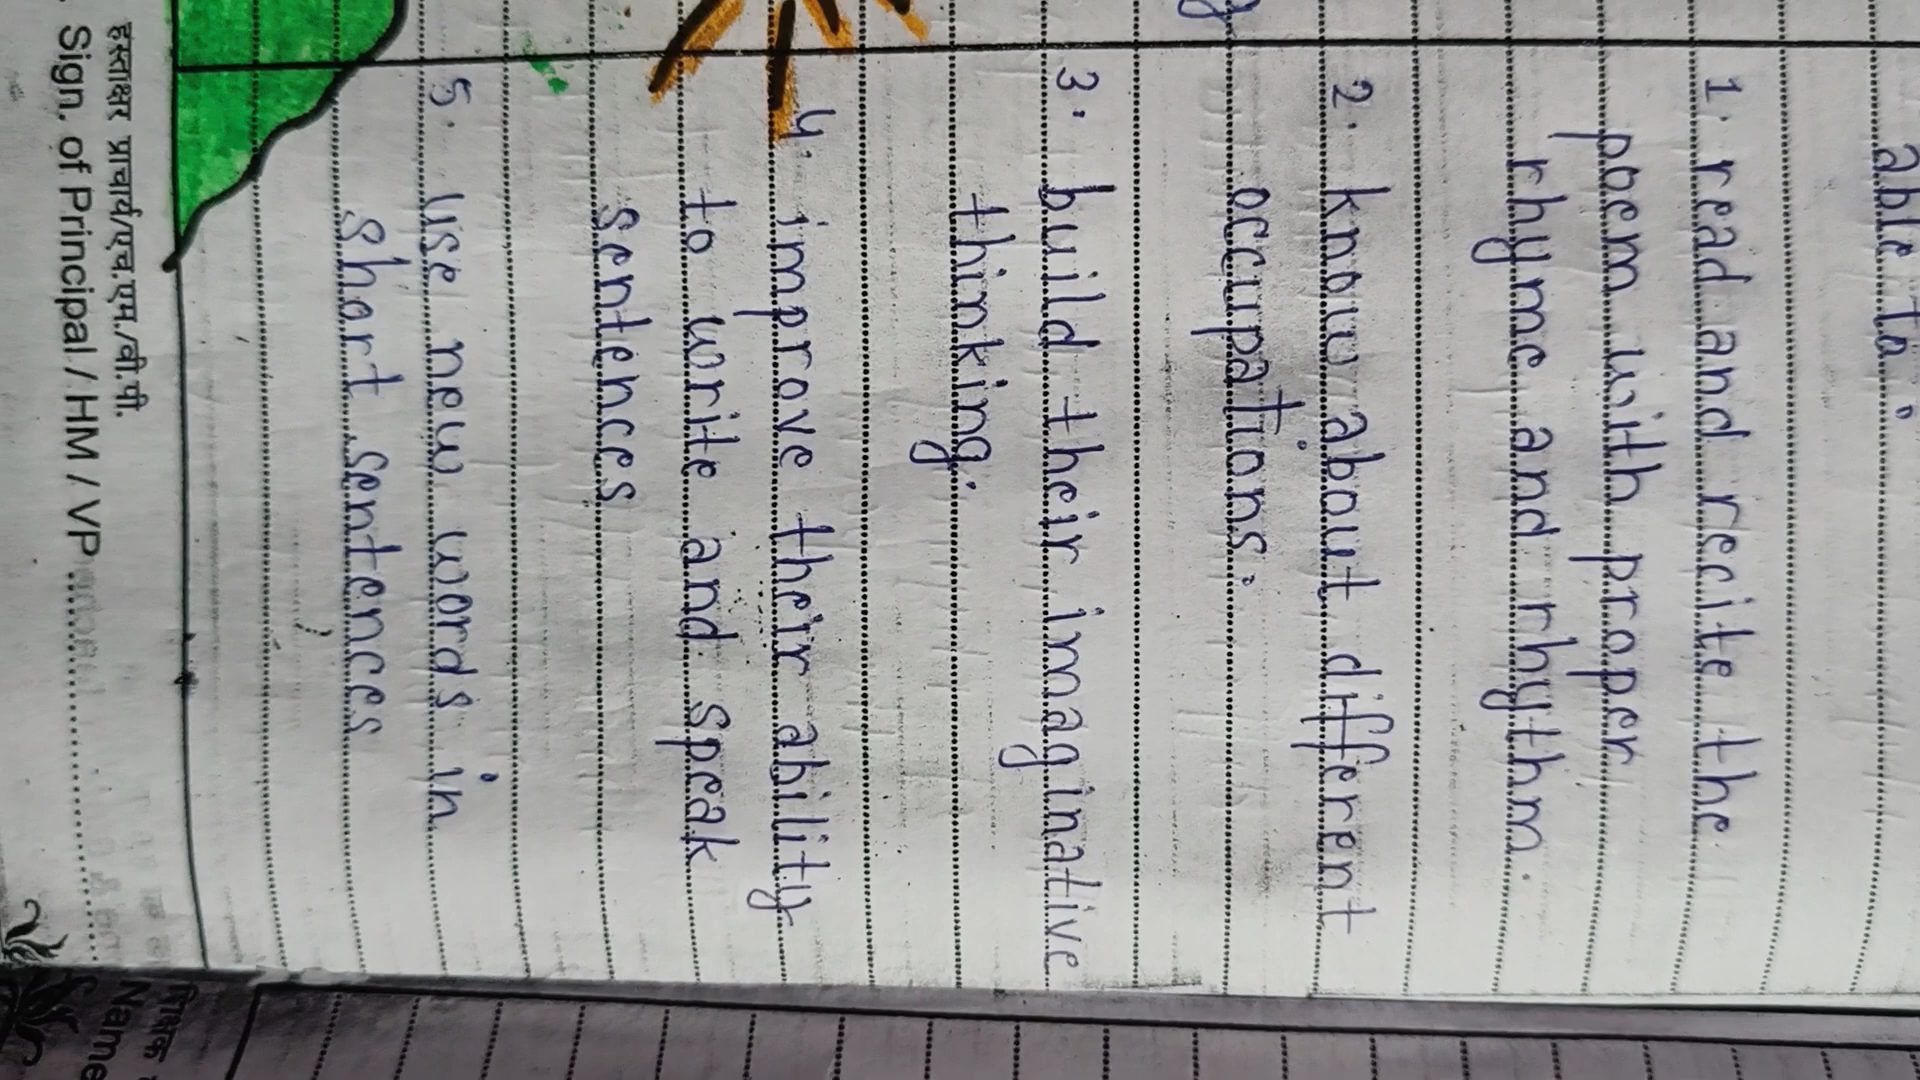 able to
1. read and recite the
poem with proper
rhyme and rhythm.
2. know about different
occupations.
3. build their imaginative
thinking.
4. improve their ability
to write and speak
sentences
5. use new words in
short sentences
हस्ताक्षर प्राचार्य/एच.एम./वी.पी.
Sign. of Principal / HM / VP
Name